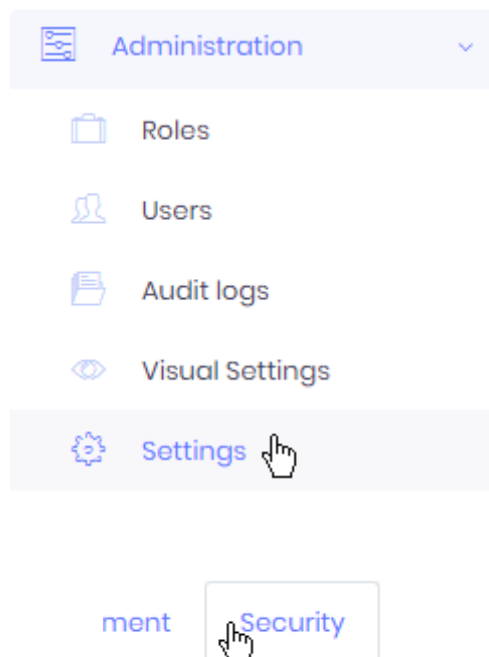 Administration
Roles
Users
Audit logs
Visual Settings
Settings
ment Security